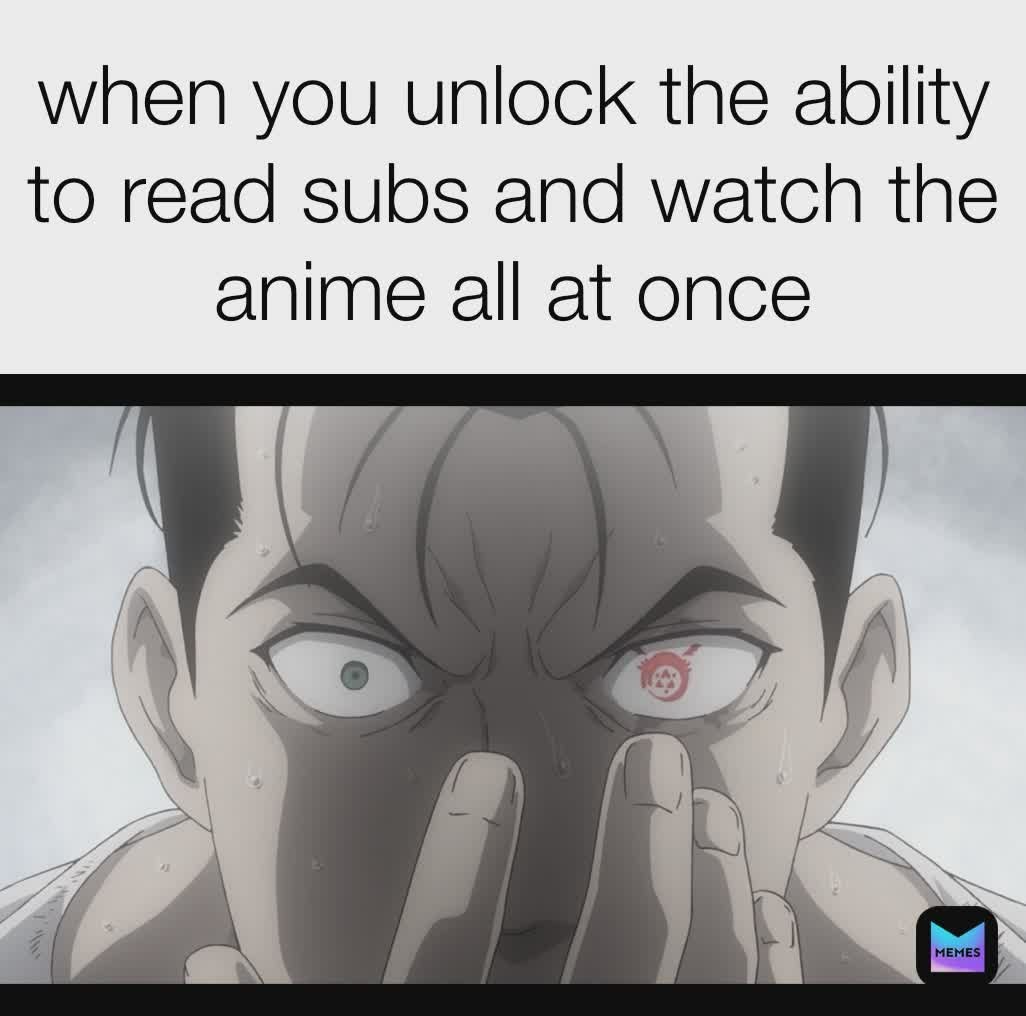 when you unlock the ability
to read subs and watch the
anime all at once
MEMES